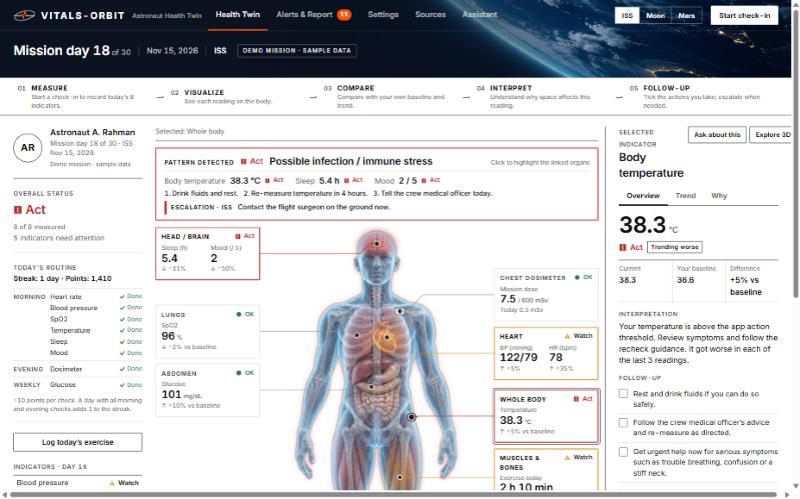 VITALS-ORBIT Astronaut Health Twin Health Twin Alerts & Report 11 Settings Sources Assistant ISS Moon Mars Start check-in
Mission day 18 of 30 Nov 15, 2026 ISS DEMO MISSION · SAMPLE DATA
01 MEASURE
Start a check-in to record today's 8
indicators.
02 VISUALIZE
See each reading on the body.
03 COMPARE
Compare with your own baseline and
trend.
04 INTERPRET
Understand why space affects this
reading.
05 FOLLOW-UP
Tick the actions you take; escalate when
needed.
AR
Astronaut A. Rahman
Mission day 18 of 30 · ISS
Nov 15, 2026
Demo mission · sample data
OVERALL STATUS
Act
8 of 8 measured
5 indicators need attention
TODAY'S ROUTINE
Streak: 1 day · Points: 1,410
MORNING Heart rate Done
Blood pressure Done
SpO2 Done
Temperature Done
Sleep Done
Mood Done
EVENING Dosimeter Done
WEEKLY Glucose Done
+10 points per check. A day with all morning
and evening checks adds 1 to the streak.
Log today's exercise
INDICATORS · DAY 18
Blood pressure Watch
Selected: Whole body
PATTERN DETECTED Act Possible infection / immune stress Click to highlight the linked organs
Body temperature 38.3 °C Act Sleep 5.4 h Act Mood 2 / 5 Act
1. Drink fluids and rest. 2. Re-measure temperature in 4 hours. 3. Tell the crew medical officer today.
ESCALATION · ISS Contact the flight surgeon on the ground now.
HEAD / BRAIN Act
Sleep (h) Mood (/ 5)
5.4 2
↓ -31% ↓ -50%
LUNGS OK
SpO2
96 %
↓ -2% vs baseline
ABDOMEN OK
Glucose
101 mg/dL
↑ +10% vs baseline
CHEST DOSIMETER OK
Mission dose
7.5 / 600 mSv
Today 0.5 mSv
HEART Watch
BP (mmHg) HR (bpm)
122/79 78
↑ +5% ↑ +35%
WHOLE BODY Act
Temperature
38.3 °C
↑ +5% vs baseline
MUSCLES &
BONES Watch
Exercise today
2 h 10 min
SELECTED
INDICATOR
Body
temperature
Ask about this Explore 3D
Overview Trend Why
38.3 °C
Act Trending worse
Current Your baseline Difference
38.3 36.6 +5% vs
baseline
INTERPRETATION
Your temperature is above the app action
threshold. Review symptoms and follow the
recheck guidance. It got worse in each of
the last 3 readings.
FOLLOW-UP
Rest and drink fluids if you can do so
safely.
Follow the crew medical officer's advice
and re-measure as directed.
Get urgent help now for serious symptoms
such as trouble breathing, confusion or a
stiff neck.